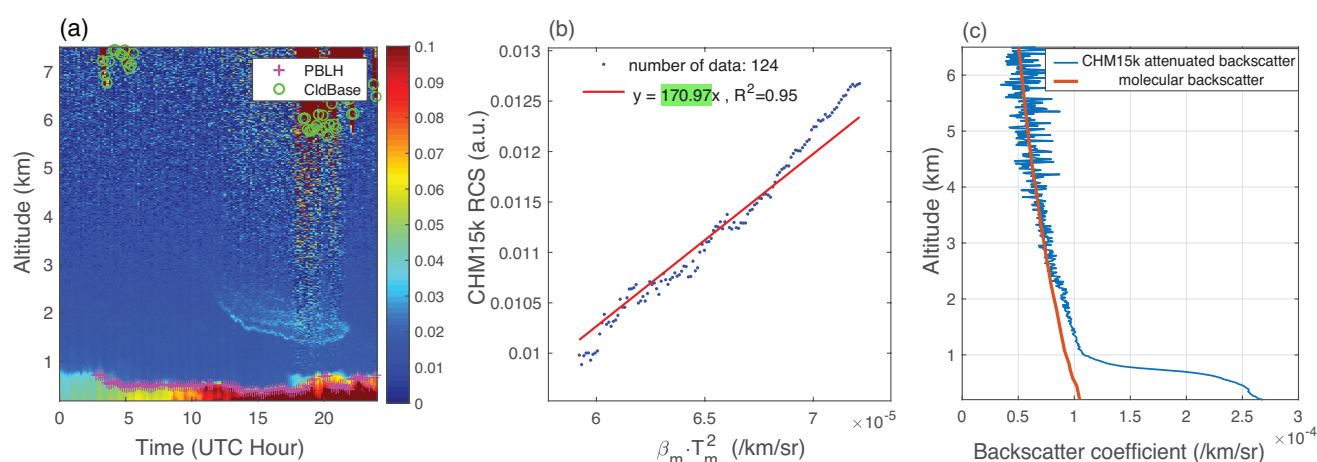 (a)
Altitude (km)
7
6
5
4
3
2
1
0 5 10 15 20
Time (UTC Hour)
PBLH
CldBase
0.1
0.09
0.08
0.07
0.06
0.05
0.04
0.03
0.02
0.01
0
(b)
CHM15k RCS (a.u.)
0.013
0.0125
0.012
0.0115
0.011
0.0105
0.01
number of data: 124
y = 170.97x , R²=0.95
6 6.5 7
×10⁻⁵
βₘ·Tₘ² (/km/sr)
(c)
Altitude (km)
6
5
4
3
2
1
CHM15k attenuated backscatter
molecular backscatter
0 0.5 1 1.5 2 2.5 3
×10⁻⁴
Backscatter coefficient (/km/sr)